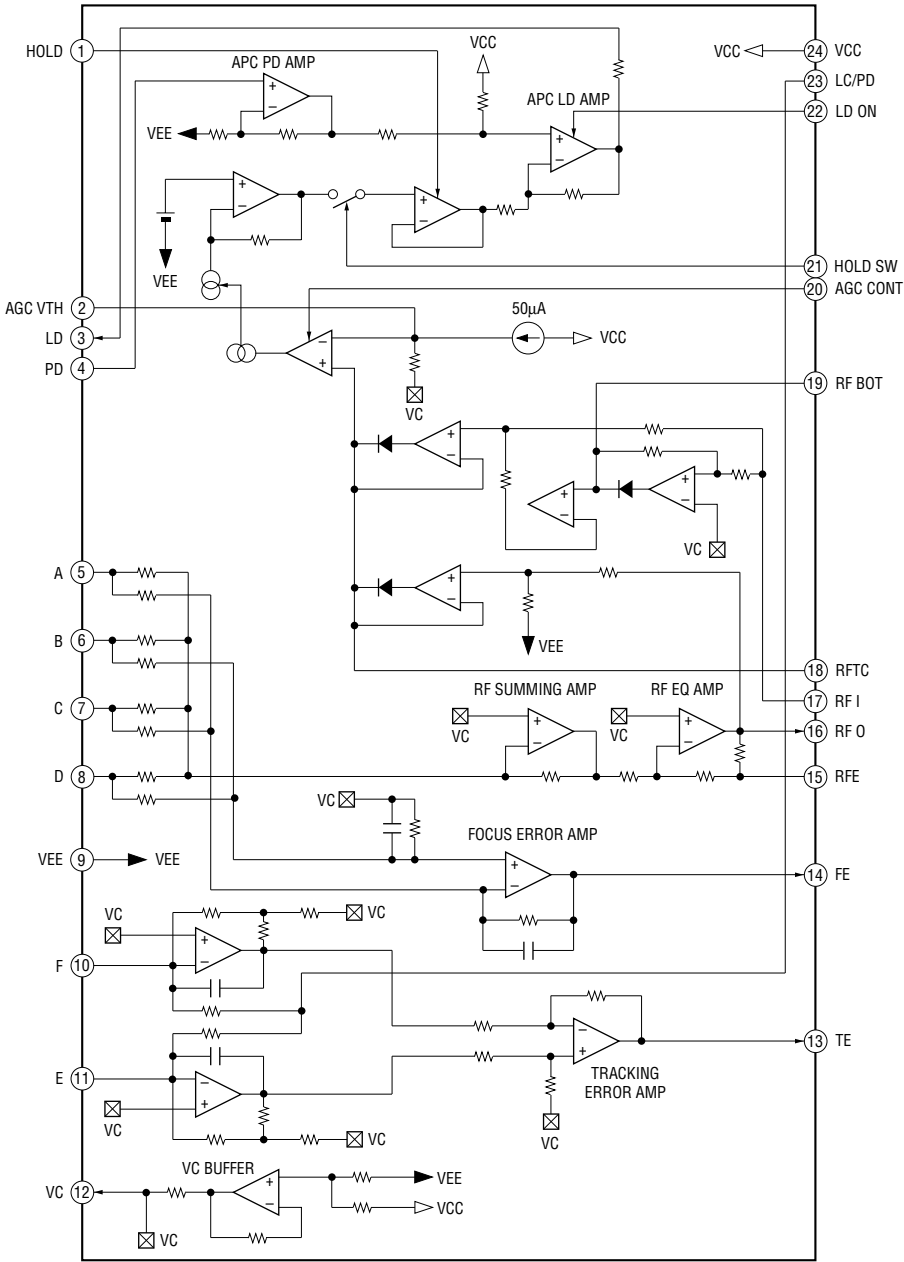 HOLD 1
APC PD AMP
VCC
VCC
24 VCC
23 LC/PD
APC LD AMP
22 LD ON
VEE
+
−
+
−
+
−
+
−
VEE
21 HOLD SW
20 AGC CONT
AGC VTH 2
50µA
LD 3
VCC
PD 4
−
+
VC
19 RF BOT
+
−
+
−
+
−
VC
A 5
+
−
B 6
VEE
18 RFTC
C 7
RF SUMMING AMP
RF EQ AMP
17 RF I
VC
+
−
VC
+
−
16 RF O
D 8
15 RFE
VC
FOCUS ERROR AMP
VEE 9
VEE
+
−
14 FE
VC
VC
+
−
F 10
−
+
13 TE
E 11
−
+
TRACKING
ERROR AMP
VC
VC
VC
VC BUFFER
VEE
VC 12
+
−
VCC
VC